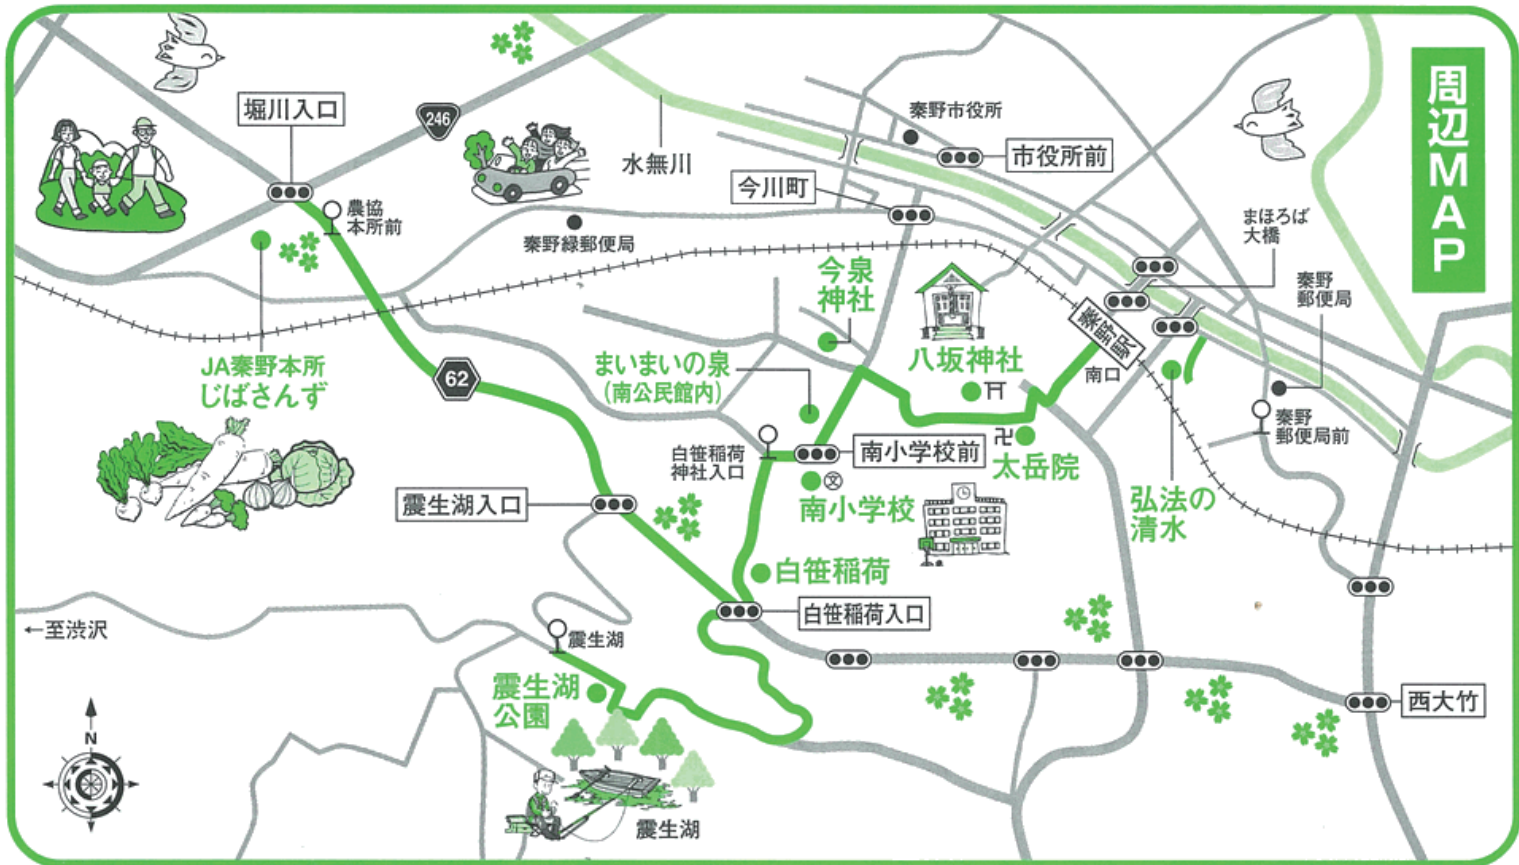 周辺MAP
堀川入口
246
水無川
秦野市役所
市役所前
今川町
農協
本所前
秦野緑郵便局
まほろば
大橋
今泉
神社
秦野
郵便局
秦野駅
南口
八坂神社
JA秦野本所
じばさんず
まいまいの泉
(南公民館内)
62
秦野
郵便局前
白笹稲荷
神社入口
南小学校前
卍
太岳院
文
南小学校
弘法の
清水
震生湖入口
白笹稲荷
白笹稲荷入口
←至渋沢
震生湖
震生湖
公園
西大竹
N
震生湖